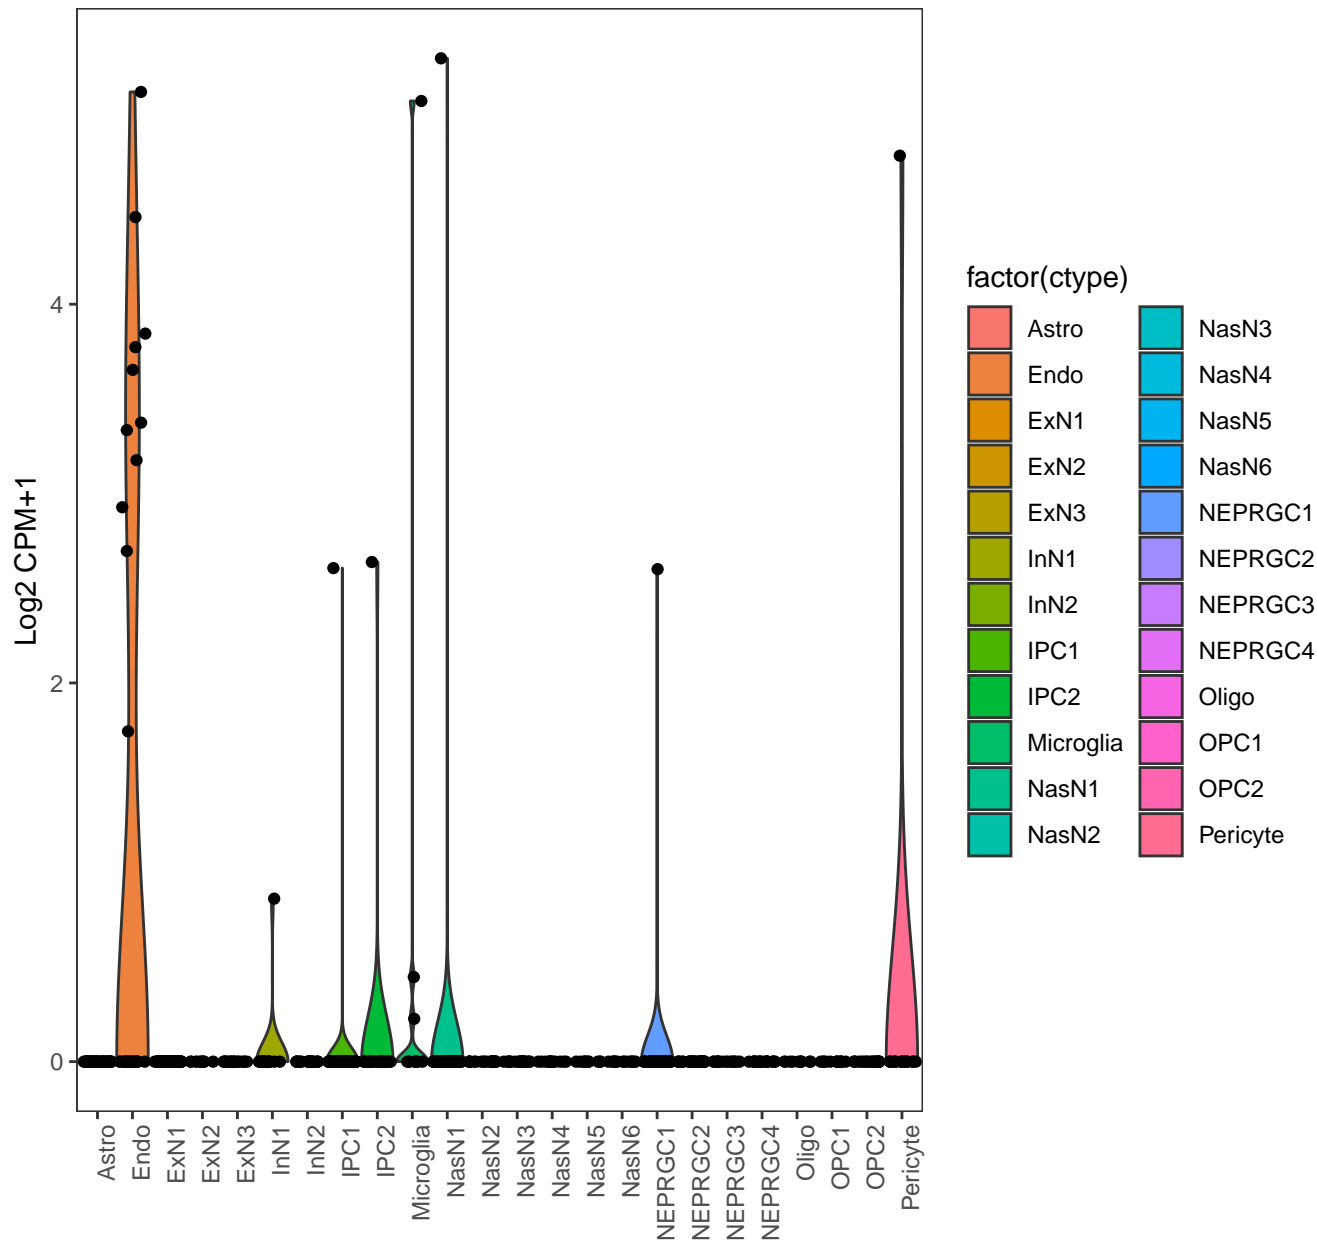 Log2 CPM+1
4
2
0
Astro
Endo
ExN1
ExN2
ExN3
InN1
InN2
IPC1
IPC2
Microglia
NasN1
NasN2
NasN3
NasN4
NasN5
NasN6
NEPRGC1
NEPRGC2
NEPRGC3
NEPRGC4
Oligo
OPC1
OPC2
Pericyte
factor(ctype)
Astro
Endo
ExN1
ExN2
ExN3
InN1
InN2
IPC1
IPC2
Microglia
NasN1
NasN2
NasN3
NasN4
NasN5
NasN6
NEPRGC1
NEPRGC2
NEPRGC3
NEPRGC4
Oligo
OPC1
OPC2
Pericyte